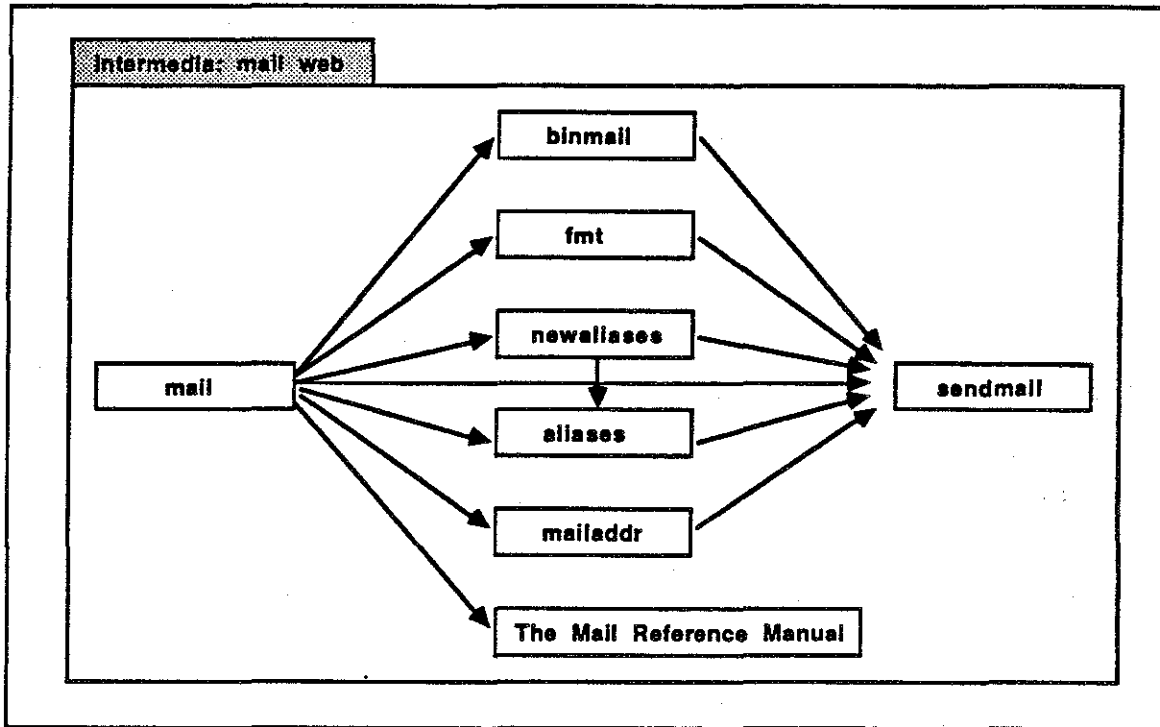 Intermedia: mail web
binmail
fmt
newaliases
mail
sendmail
aliases
mailaddr
The Mail Reference Manual